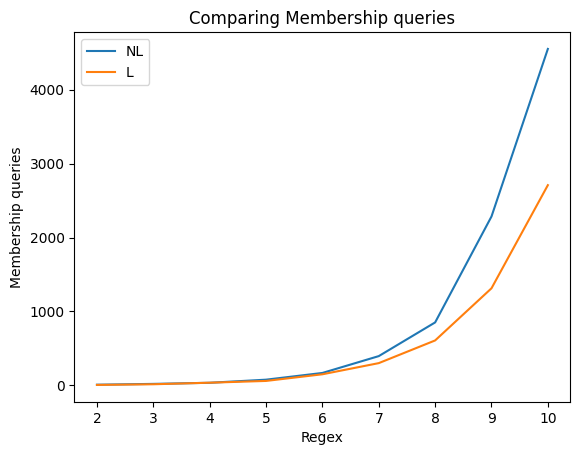 Comparing Membership queries
NL
L
Membership queries
4000
3000
2000
1000
0
2 3 4 5 6 7 8 9 10
Regex